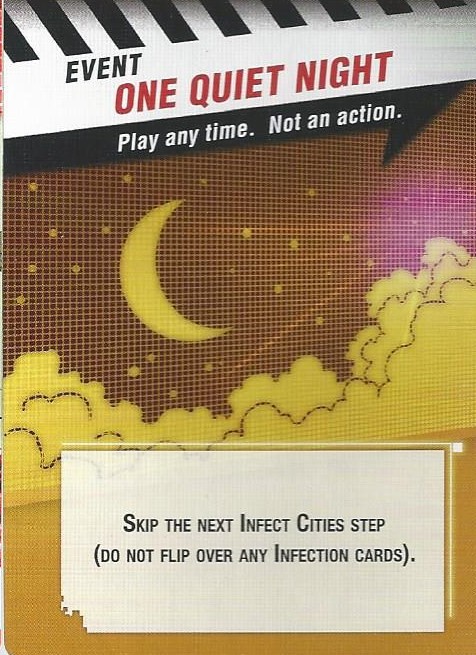 EVENT
ONE QUIET NIGHT
Play any time. Not an action.
Skip the next Infect Cities step
(do not flip over any Infection cards).